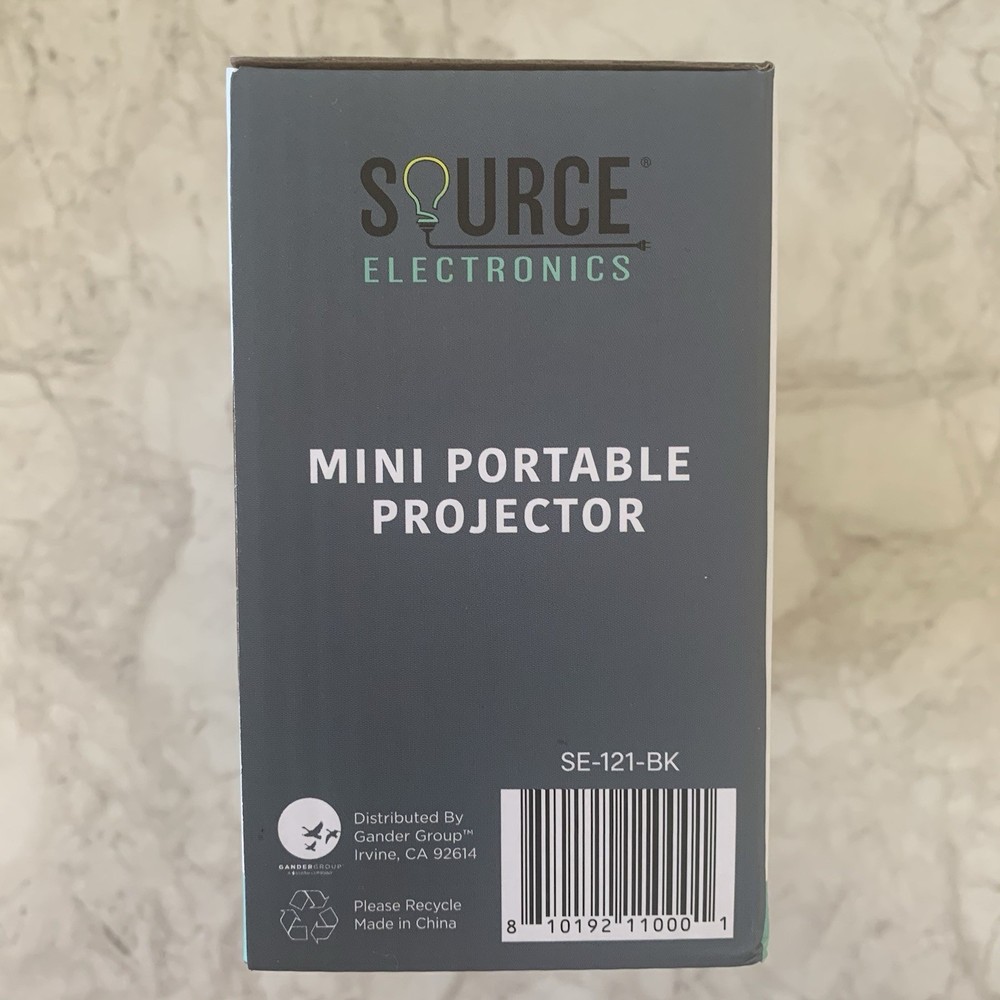 SOURCE®
ELECTRONICS
MINI PORTABLE
PROJECTOR
SE-121-BK
Distributed By
Gander Group™
Irvine, CA 92614
GANDERGROUP
Please Recycle
Made in China
8 10192 11000 1